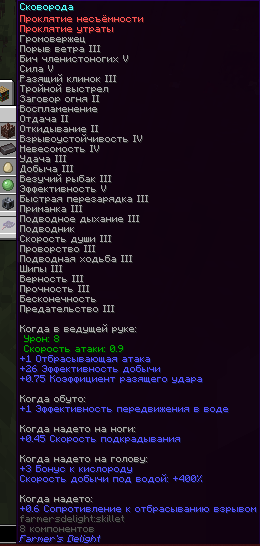 Сковорода
Проклятие несъёмности
Проклятие утраты
Громовержец
Порыв ветра III
Бич членистоногих V
Сила V
Разящий клинок III
Тройной выстрел
Заговор огня II
Воспламенение
Отдача II
Откидывание II
Взрывоустойчивость IV
Невесомость IV
Удача III
Добыча III
Везучий рыбак III
Эффективность V
Быстрая перезарядка III
Приманка III
Подводное дыхание III
Подводник
Скорость души III
Проворство III
Подводная ходьба III
Шипы III
Верность III
Прочность III
Бесконечность
Предательство III
Когда в ведущей руке:
Урон: 8
Скорость атаки: 0.9
+1 Отбрасывающая атака
+26 Эффективность добычи
+0.75 Коэффициент разящего удара
Когда обуто:
+1 Эффективность передвижения в воде
Когда надето на ноги:
+0.45 Скорость подкрадывания
Когда надето на голову:
+3 Бонус к кислороду
Скорость добычи под водой: +400%
Когда надето:
+0.6 Сопротивление к отбрасыванию взрывом
farmersdelight:skillet
8 компонентов
Farmer's Delight